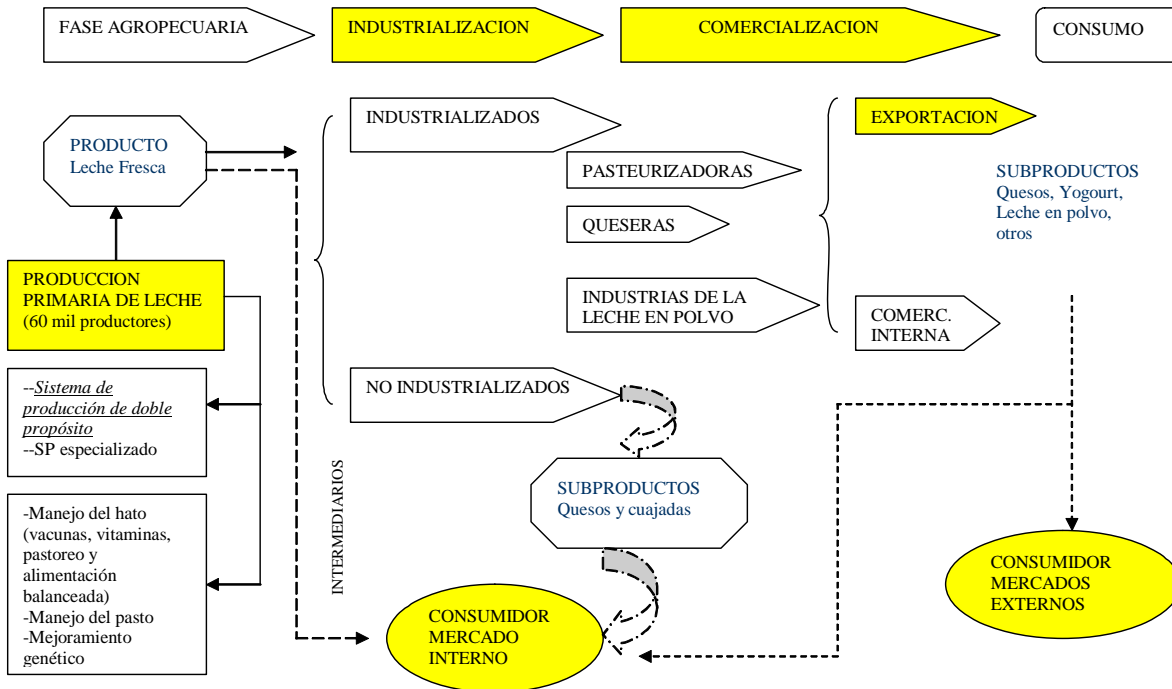 FASE AGROPECUARIA
INDUSTRIALIZACION
COMERCIALIZACION
CONSUMO
PRODUCTO
Leche Fresca
PRODUCCION
PRIMARIA DE LECHE
(60 mil productores)
--Sistema de
producción de doble
propósito
--SP especializado
-Manejo del hato
(vacunas, vitaminas,
pastoreo y
alimentación
balanceada)
-Manejo del pasto
-Mejoramiento
genético
INTERMEDIARIOS
INDUSTRIALIZADOS
PASTEURIZADORAS
QUESERAS
INDUSTRIAS DE LA
LECHE EN POLVO
NO INDUSTRIALIZADOS
SUBPRODUCTOS
Quesos y cuajadas
CONSUMIDOR
MERCADO
INTERNO
EXPORTACION
COMERC.
INTERNA
SUBPRODUCTOS
Quesos, Yogourt,
Leche en polvo,
otros
CONSUMIDOR
MERCADOS
EXTERNOS